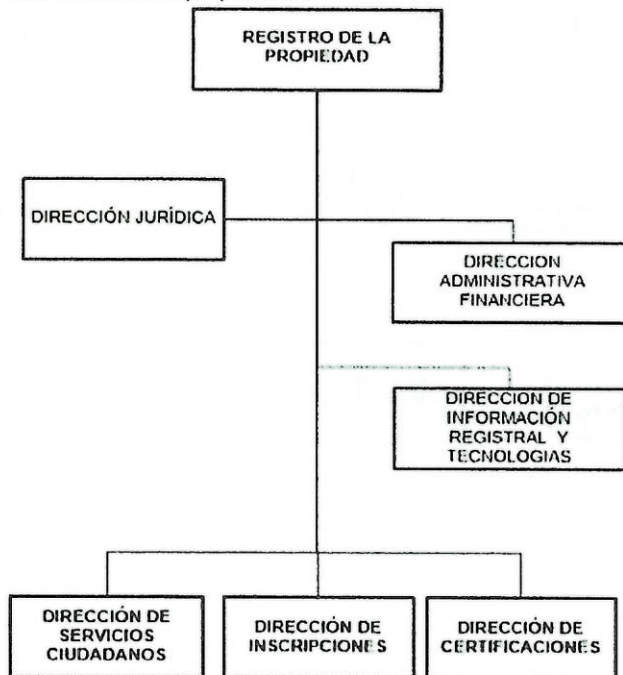 REGISTRO DE LA
PROPIEDAD
DIRECCIÓN JURÍDICA
DIRECCION
ADMINISTRATIVA
FINANCIERA
DIRECCION DE
INFORMACIÓN
REGISTRAL Y
TECNOLOGIAS
DIRECCIÓN DE
SERVICIOS
CIUDADANOS
DIRECCIÓN DE
INSCRIPCIONES
DIRECCIÓN DE
CERTIFICACIONES